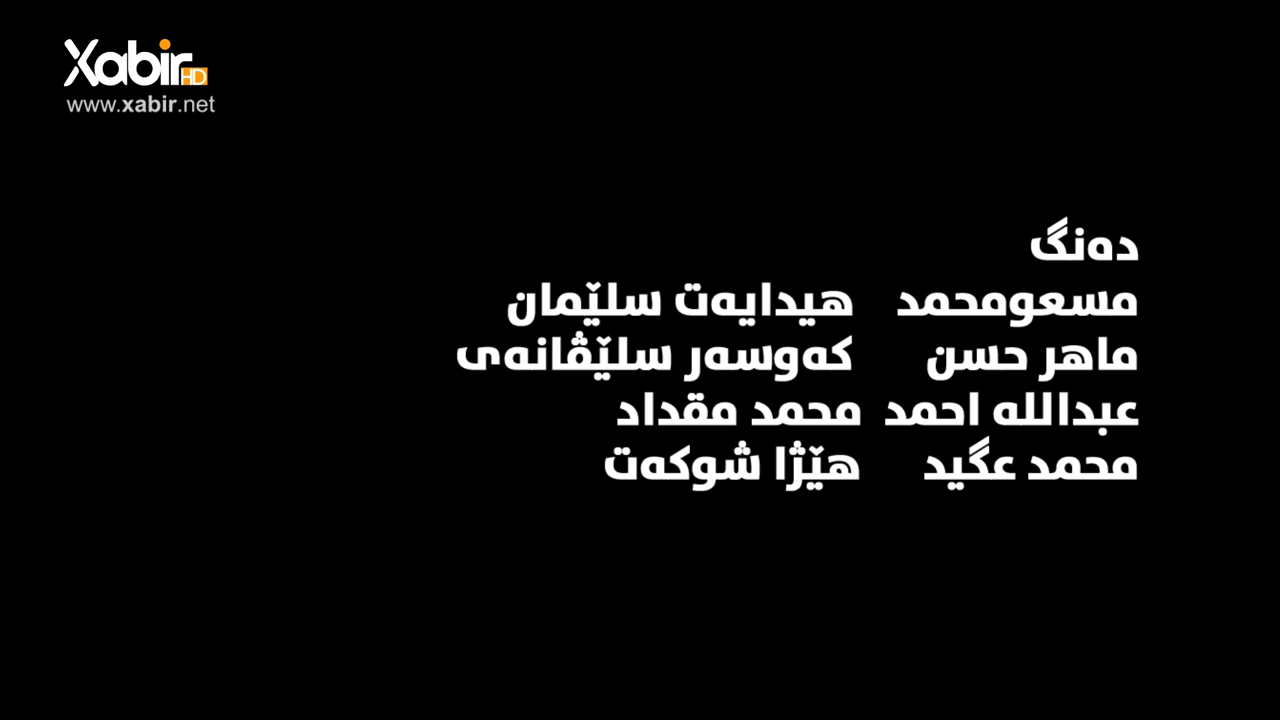 Xabir HD
www.xabir.net
دەنگ
مسعومحمد هیدایەت سلێمان
ماهر حسن کەوسەر سلێڤانەی
عبدالله احمد محمد مقداد
محمد عگید هێژا شوکەت